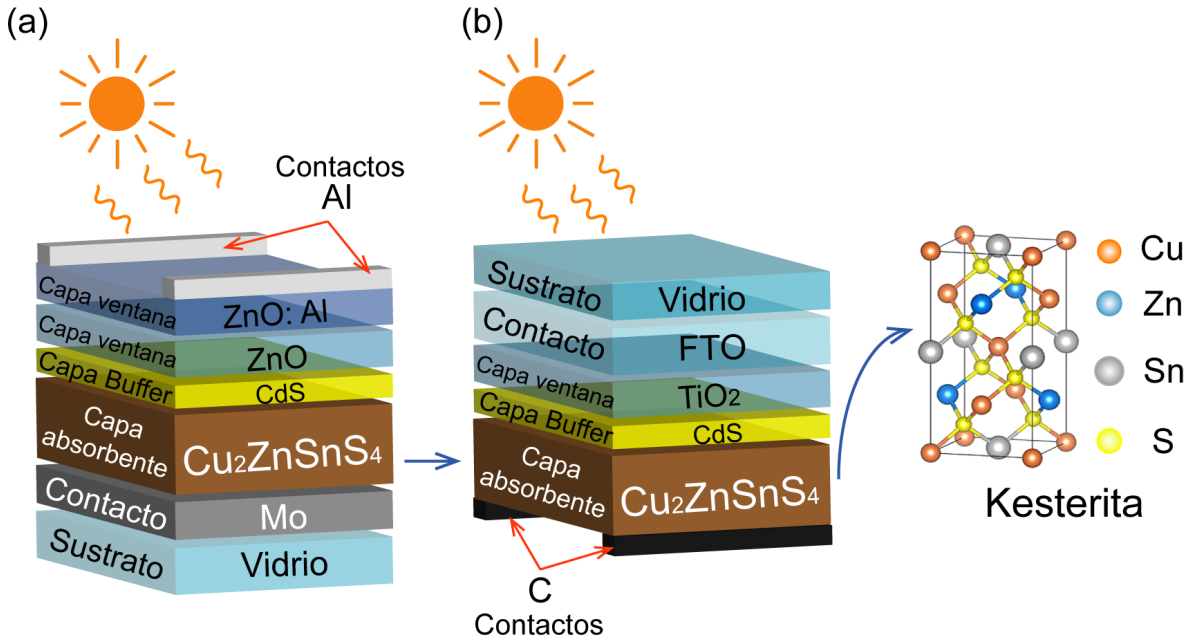 (a)
Contactos
Al
Capa ventana ZnO: Al
Capa ventana ZnO
Capa Buffer CdS
Capa
absorbente Cu₂ZnSnS₄
Contacto Mo
Sustrato Vidrio
(b)
Sustrato Vidrio
Contacto FTO
Capa ventana TiO₂
Capa Buffer CdS
Capa
absorbente Cu₂ZnSnS₄
C
Contactos
Cu
Zn
Sn
S
Kesterita